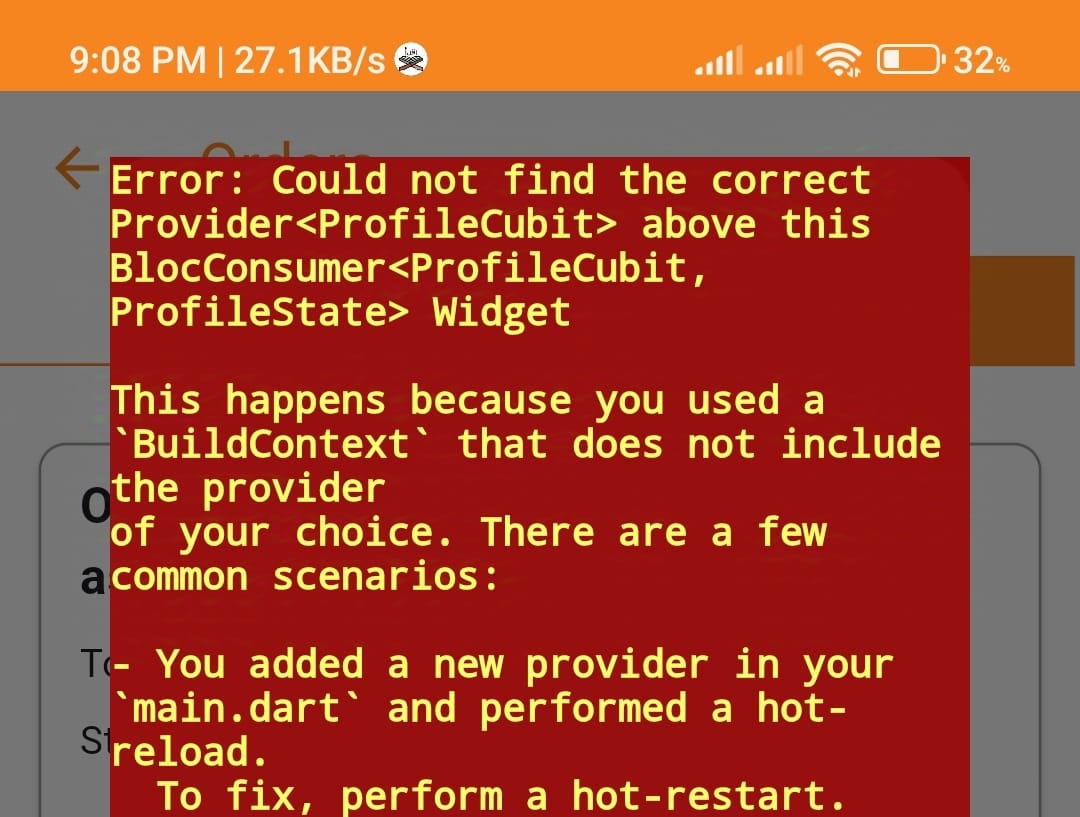 9:08 PM | 27.1KB/s
32%
Orders
Error: Could not find the correct
Provider<ProfileCubit> above this
BlocConsumer<ProfileCubit,
ProfileState> Widget
This happens because you used a
`BuildContext` that does not include
the provider
of your choice. There are a few
common scenarios:
- You added a new provider in your
`main.dart` and performed a hot-
reload.
To fix, perform a hot-restart.